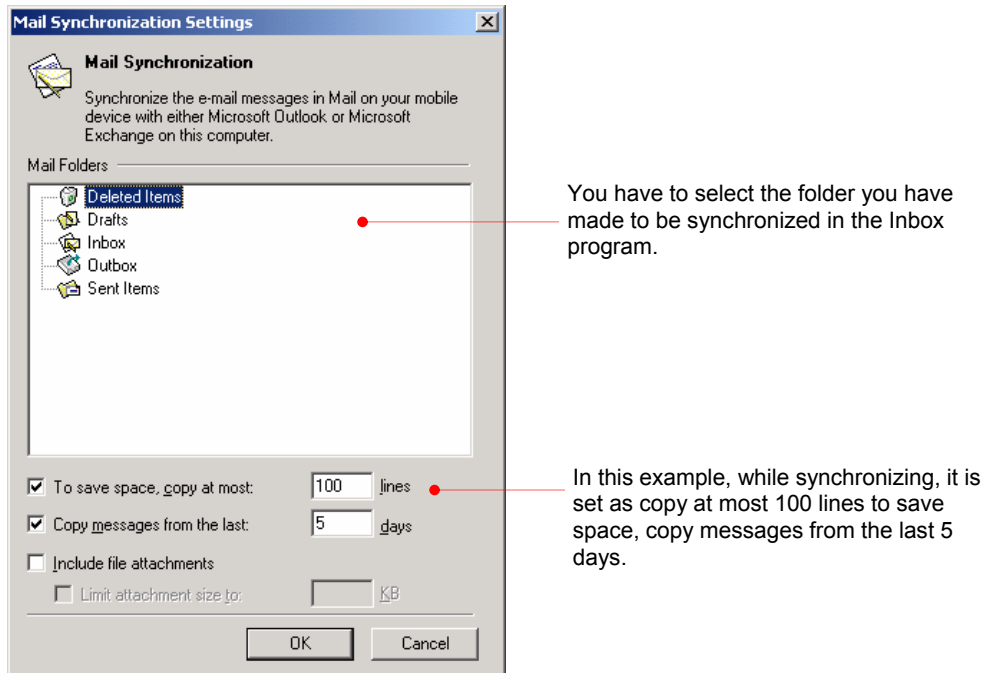 Mail Synchronization Settings
Mail Synchronization
Synchronize the e-mail messages in Mail on your mobile
device with either Microsoft Outlook or Microsoft
Exchange on this computer.
Mail Folders
Deleted Items
Drafts
Inbox
Outbox
Sent Items
You have to select the folder you have
made to be synchronized in the Inbox
program.
To save space, copy at most: 100 lines
Copy messages from the last: 5 days
Include file attachments
Limit attachment size to: KB
In this example, while synchronizing, it is
set as copy at most 100 lines to save
space, copy messages from the last 5
days.
OK Cancel